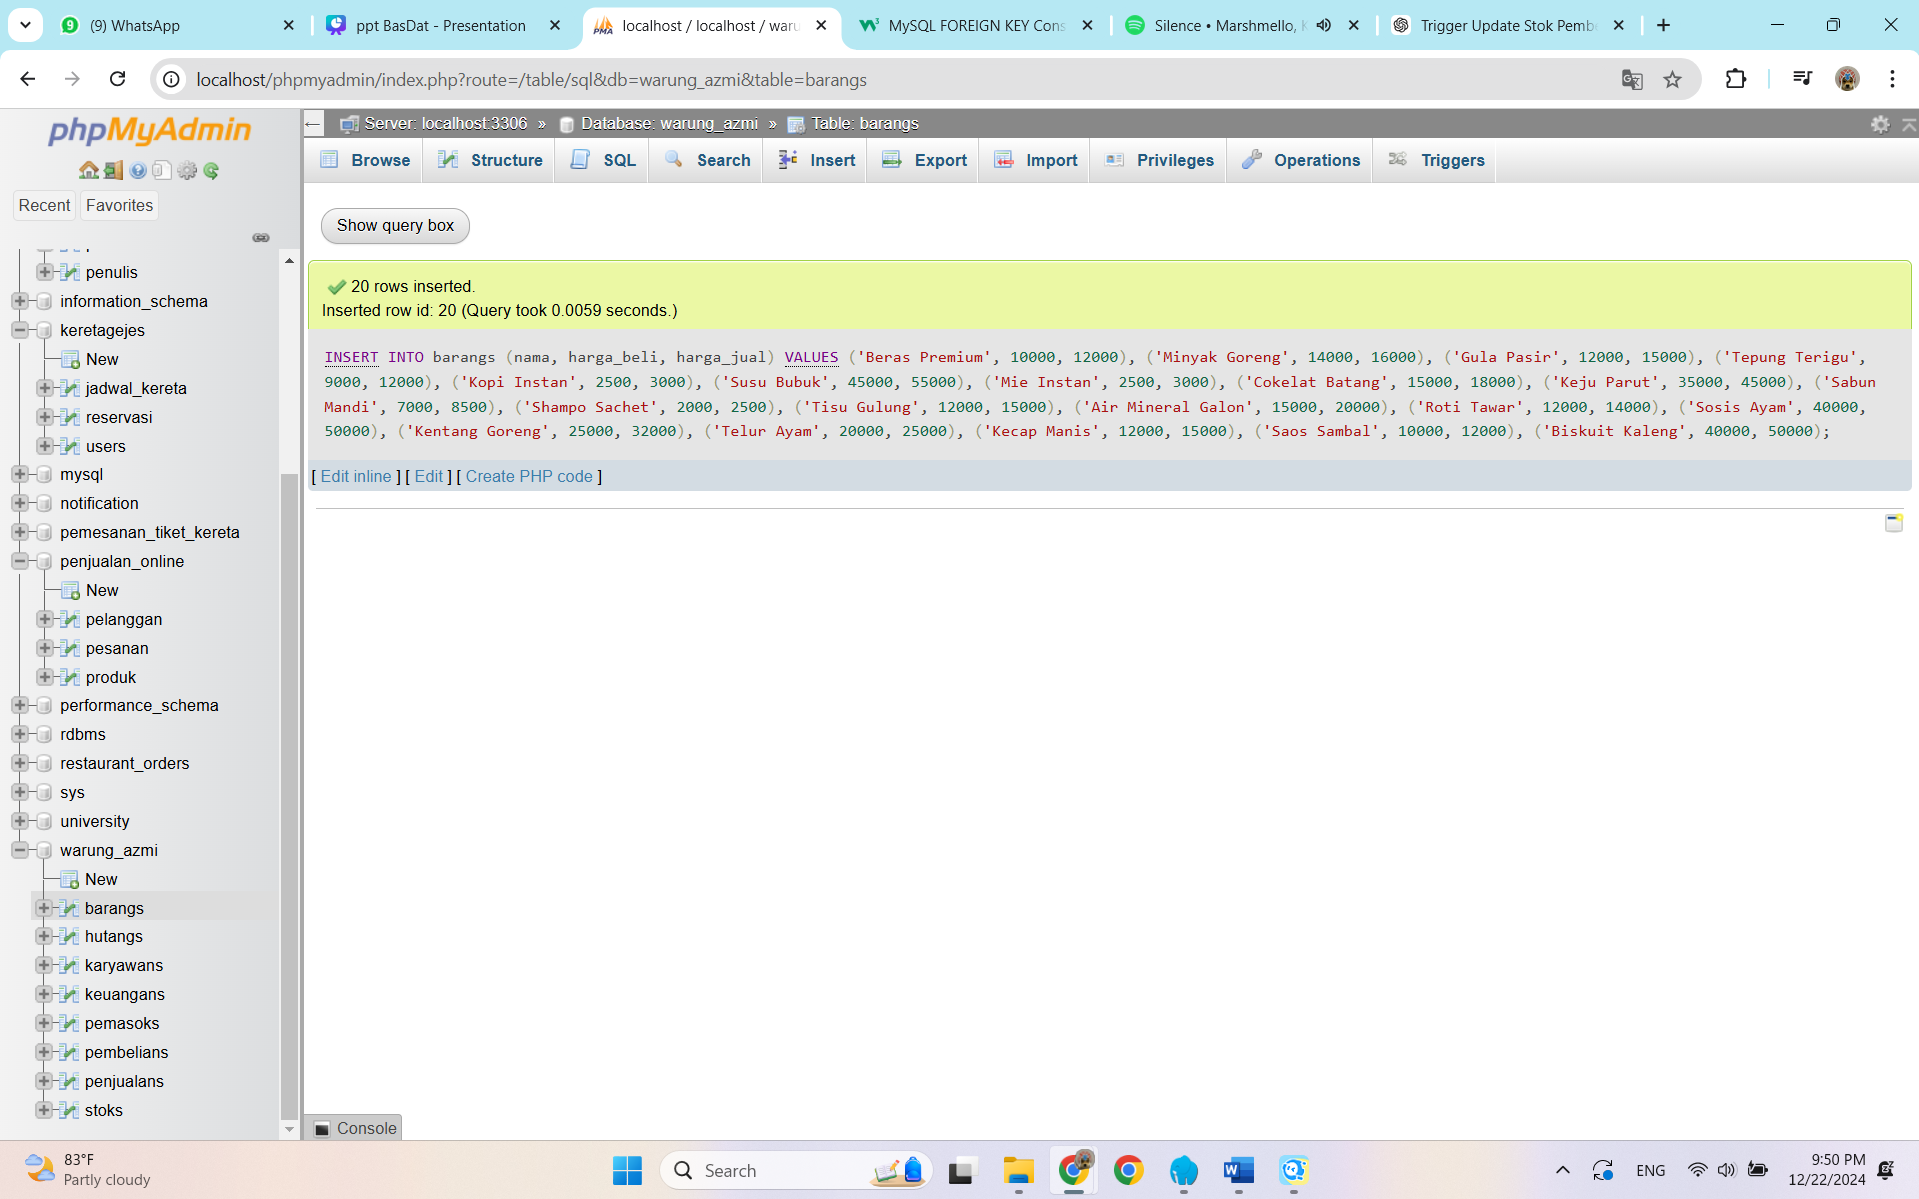 (9) WhatsApp
ppt BasDat - Presentation
localhost / localhost / waru
MySQL FOREIGN KEY Cons
Silence • Marshmello, K
Trigger Update Stok Pembe
localhost/phpmyadmin/index.php?route=/table/sql&db=warung_azmi&table=barangs
phpMyAdmin
Recent
Favorites
penulis
information_schema
keretagejes
New
jadwal_kereta
reservasi
users
mysql
notification
pemesanan_tiket_kereta
penjualan_online
New
pelanggan
pesanan
produk
performance_schema
rdbms
restaurant_orders
sys
university
warung_azmi
New
barangs
hutangs
karyawans
keuangans
pemasoks
pembelians
penjualans
stoks
Server: localhost:3306 » Database: warung_azmi » Table: barangs
Browse Structure SQL Search Insert Export Import Privileges Operations Triggers
Show query box
20 rows inserted.
Inserted row id: 20 (Query took 0.0059 seconds.)
INSERT INTO barangs (nama, harga_beli, harga_jual) VALUES ('Beras Premium', 10000, 12000), ('Minyak Goreng', 14000, 16000), ('Gula Pasir', 12000, 15000), ('Tepung Terigu',
9000, 12000), ('Kopi Instan', 2500, 3000), ('Susu Bubuk', 45000, 55000), ('Mie Instan', 2500, 3000), ('Cokelat Batang', 15000, 18000), ('Keju Parut', 35000, 45000), ('Sabun
Mandi', 7000, 8500), ('Shampo Sachet', 2000, 2500), ('Tisu Gulung', 12000, 15000), ('Air Mineral Galon', 15000, 20000), ('Roti Tawar', 12000, 14000), ('Sosis Ayam', 40000,
50000), ('Kentang Goreng', 25000, 32000), ('Telur Ayam', 20000, 25000), ('Kecap Manis', 12000, 15000), ('Saos Sambal', 10000, 12000), ('Biskuit Kaleng', 40000, 50000);
[ Edit inline ] [ Edit ] [ Create PHP code ]
Console
83°F
Partly cloudy
Search
ENG
9:50 PM
12/22/2024